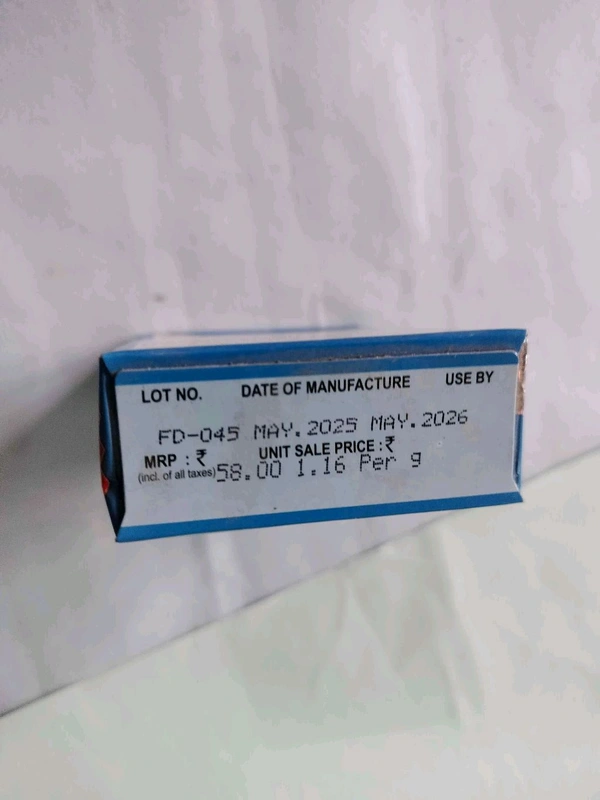 LOT NO. DATE OF MANUFACTURE USE BY
FD-045 MAY.2025 MAY.2026
MRP : ₹ UNIT SALE PRICE :₹
(incl. of all taxes) 58.00 1.16 Per g